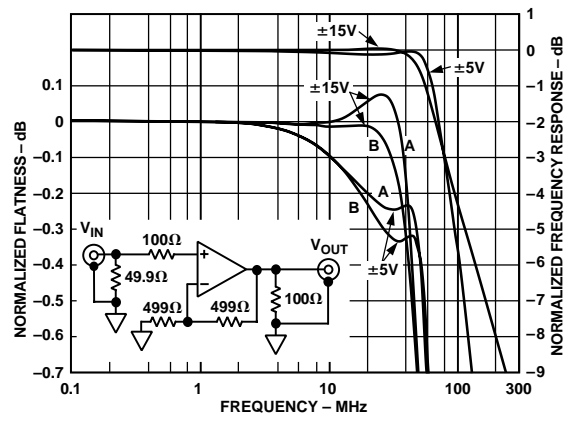 1
±15V
0
±5V
0.1
±15V
–1
0
A
–2
B
–0.1
–3
–0.2
A
B
–4
–0.3
±5V
–5
–0.4
–6
–0.5
–7
–0.6
–8
–0.7
–9
VIN
100Ω
VOUT
+
49.9Ω
–
499Ω
499Ω
100Ω
0.1
1
10
100
300
FREQUENCY – MHz
NORMALIZED FLATNESS – dB
NORMALIZED FREQUENCY RESPONSE – dB